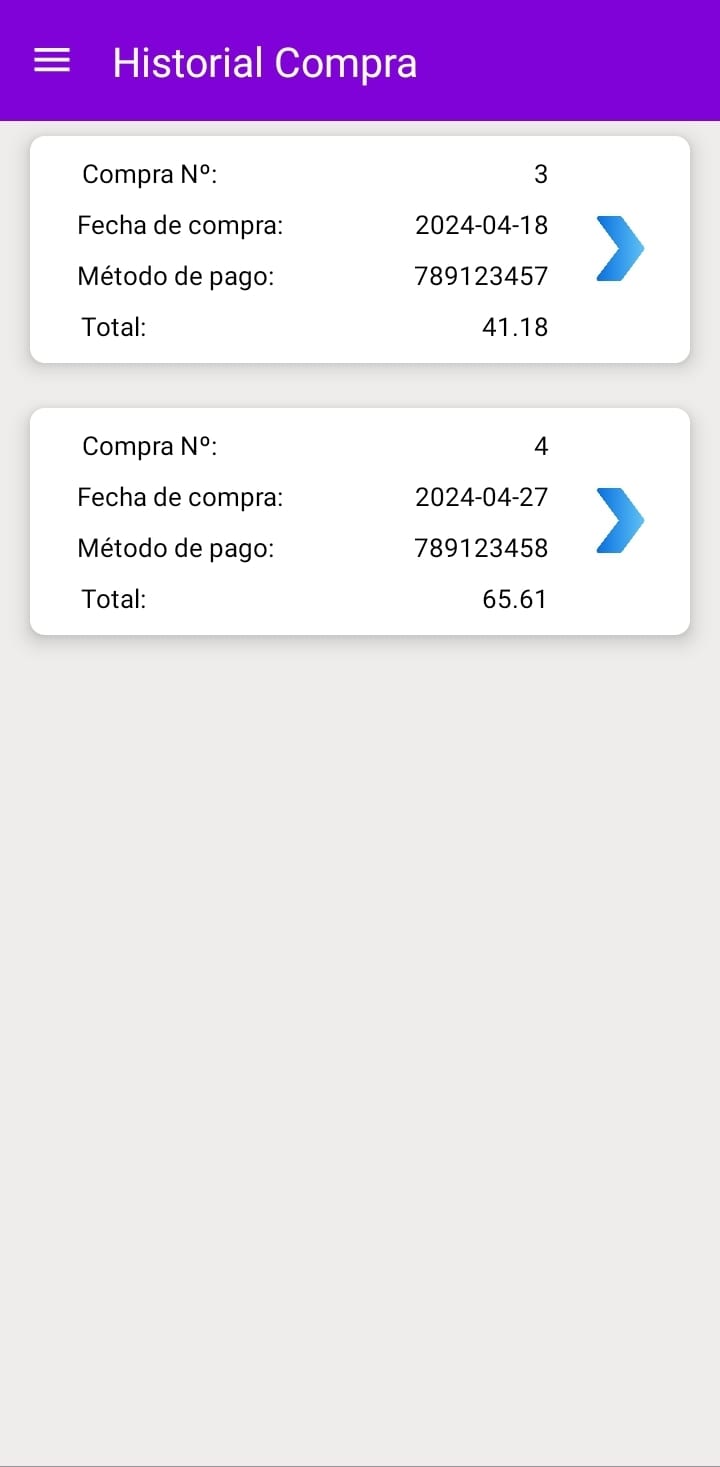 Historial Compra
Compra Nº: 3
Fecha de compra: 2024-04-18
Método de pago: 789123457
Total: 41.18
Compra Nº: 4
Fecha de compra: 2024-04-27
Método de pago: 789123458
Total: 65.61